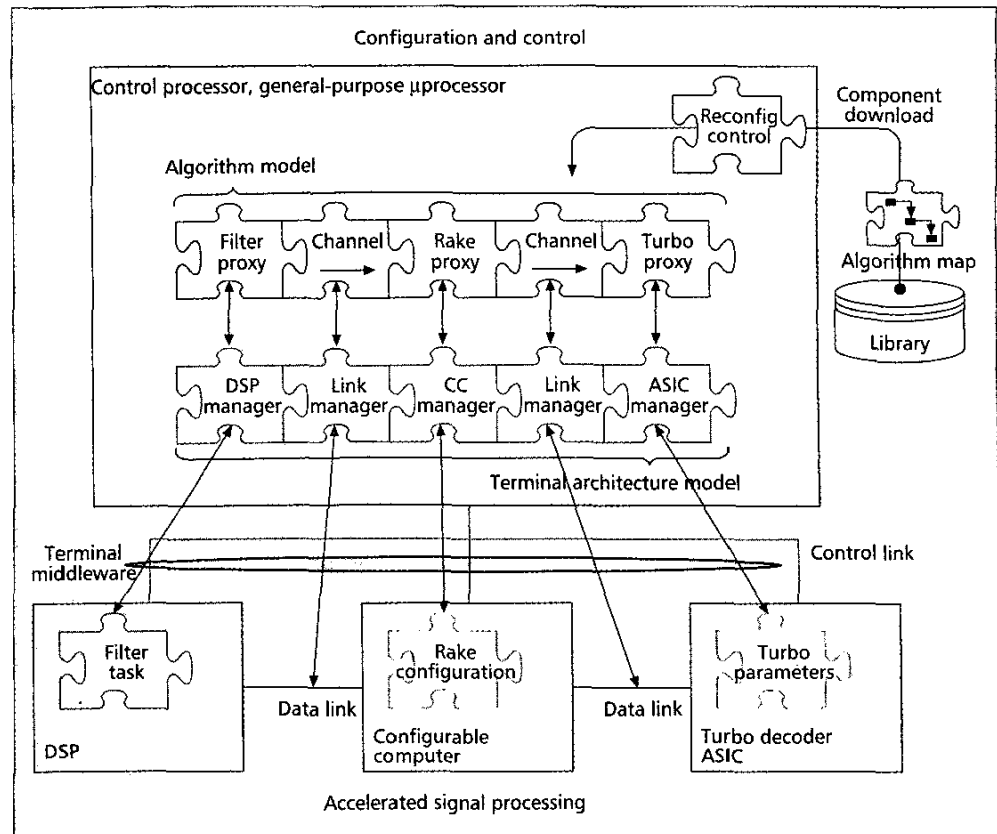 Configuration and control
Control processor, general-purpose µprocessor
Reconfig
control
Component
download
Algorithm model
Filter
proxy
Channel
Rake
proxy
Channel
Turbo
proxy
Algorithm map
Library
DSP
manager
Link
manager
CC
manager
Link
manager
ASIC
manager
Terminal architecture model
Terminal
middleware
Control link
Filter
task
Rake
configuration
Turbo
parameters
Data link
Data link
DSP
Configurable
computer
Turbo decoder
ASIC
Accelerated signal processing